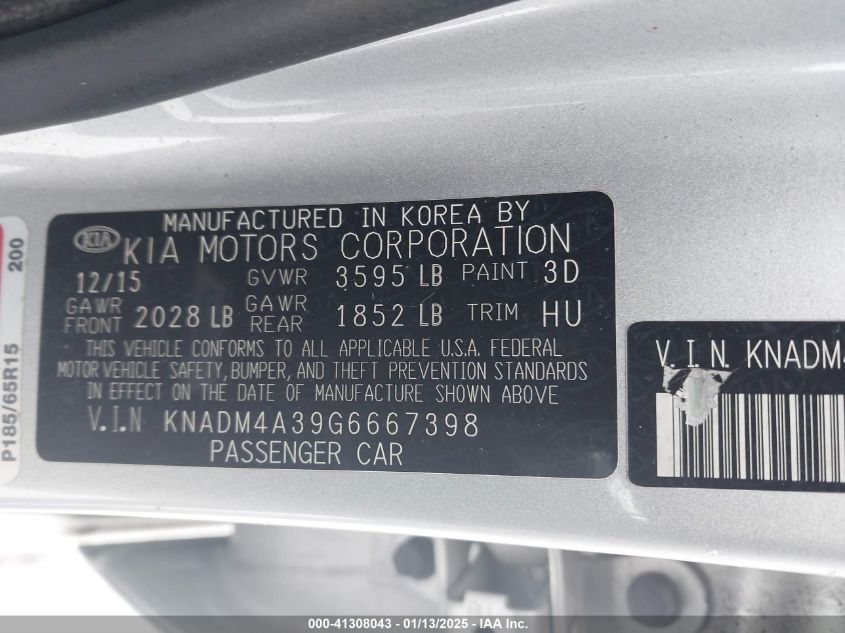 MANUFACTURED IN KOREA BY
KIA KIA MOTORS CORPORATION
12/15 GVWR 3595 LB PAINT 3D
GAWR FRONT 2028 LB GAWR REAR 1852 LB TRIM HU
THIS VEHICLE CONFORMS TO ALL APPLICABLE U.S.A. FEDERAL
MOTOR VEHICLE SAFETY, BUMPER, AND THEFT PREVENTION STANDARDS
IN EFFECT ON THE DATE OF MANUFACTURE SHOWN ABOVE
V.I.N KNADM4A39G6667398
PASSENGER CAR
V.I.N. KNADM4
P185/65R15 200
000-41308043 - 01/13/2025 - IAA Inc.